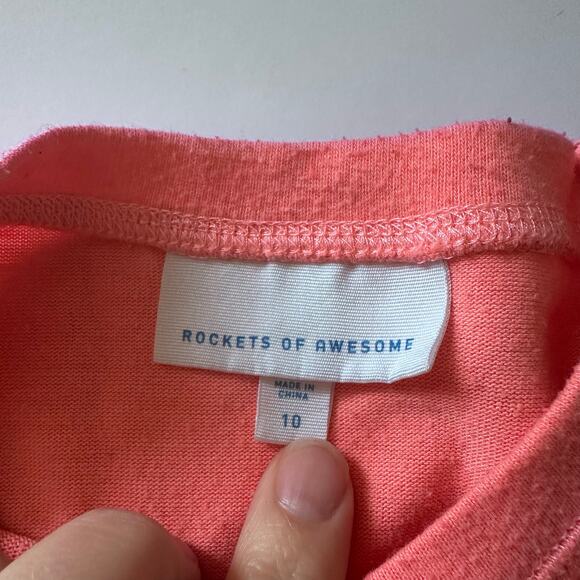 ROCKETS OF AWESOME
MADE IN
CHINA
10